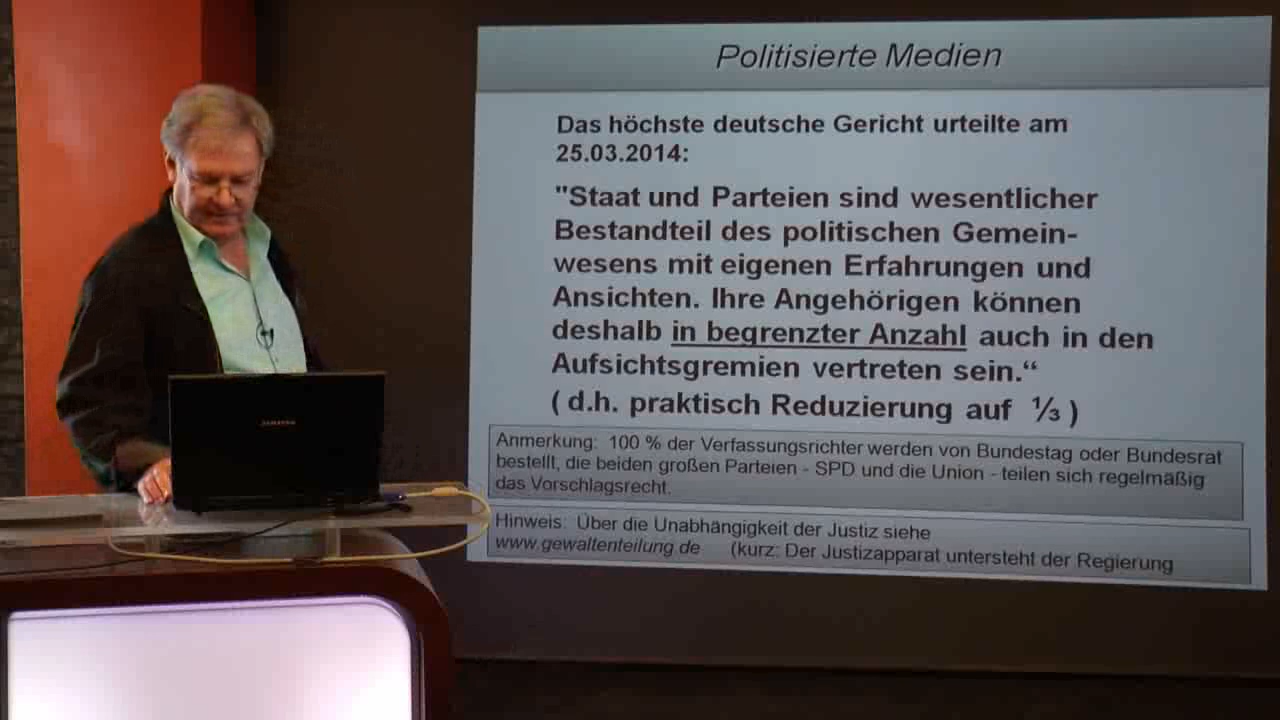 Politisierte Medien
Das höchste deutsche Gericht urteilte am
25.03.2014:
"Staat und Parteien sind wesentlicher
Bestandteil des politischen Gemein-
wesens mit eigenen Erfahrungen und
Ansichten. Ihre Angehörigen können
deshalb in begrenzter Anzahl auch in den
Aufsichtsgremien vertreten sein.“
( d.h. praktisch Reduzierung auf ⅓ )
Anmerkung: 100 % der Verfassungsrichter werden von Bundestag oder Bundesrat
bestellt, die beiden großen Parteien - SPD und die Union - teilen sich regelmäßig
das Vorschlagsrecht.
Hinweis: Über die Unabhängigkeit der Justiz siehe
www.gewaltenteilung.de (kurz: Der Justizapparat untersteht der Regierung
SAMSUNG